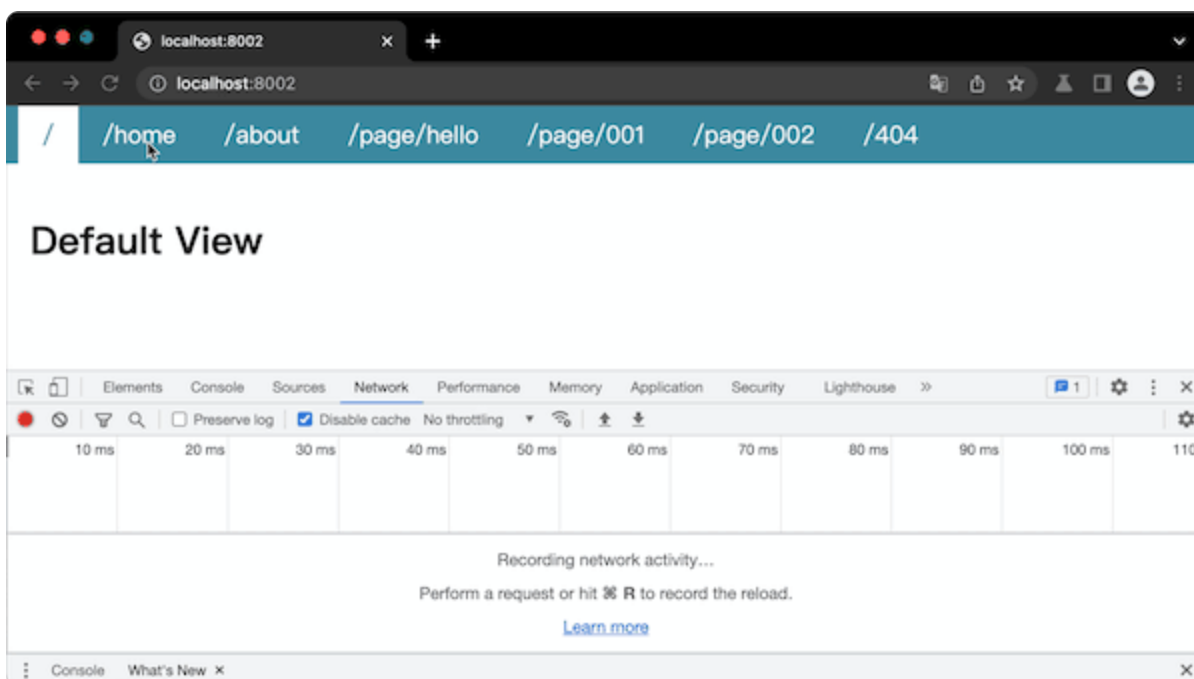 localhost:8002
localhost:8002
/ /home /about /page/hello /page/001 /page/002 /404
Default View
Elements Console Sources Network Performance Memory Application Security Lighthouse » 1
Preserve log Disable cache No throttling
10 ms 20 ms 30 ms 40 ms 50 ms 60 ms 70 ms 80 ms 90 ms 100 ms 110
Recording network activity...
Perform a request or hit ⌘ R to record the reload.
Learn more
Console What's New